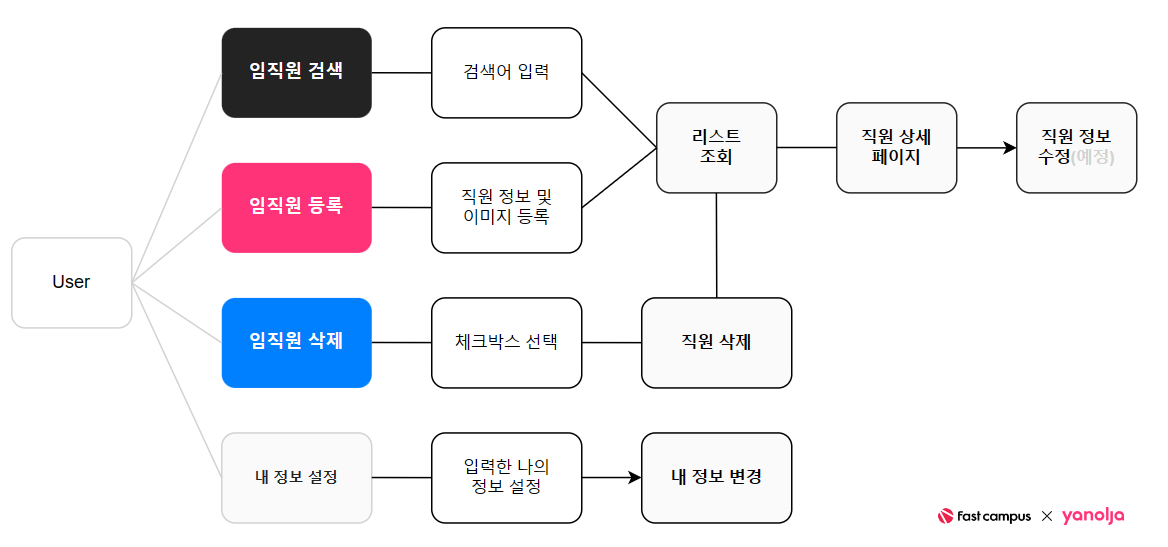 임직원 검색
검색어 입력
리스트
조회
직원 상세
페이지
직원 정보
수정(예정)
임직원 등록
직원 정보 및
이미지 등록
User
임직원 삭제
체크박스 선택
직원 삭제
내 정보 설정
입력한 나의
정보 설정
내 정보 변경
Fast campus × yanolja